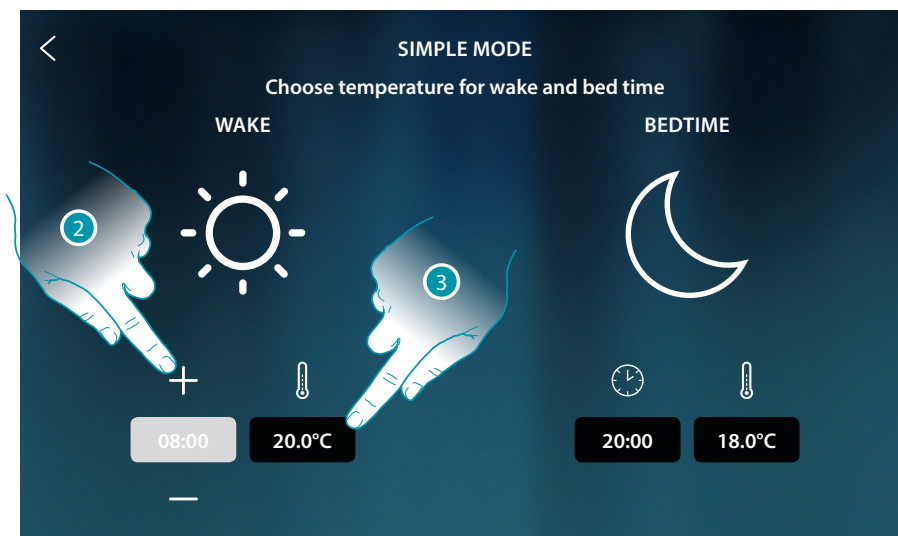 SIMPLE MODE
Choose temperature for wake and bed time
WAKE
BEDTIME
2
3
08:00
20.0°C
20:00
18.0°C